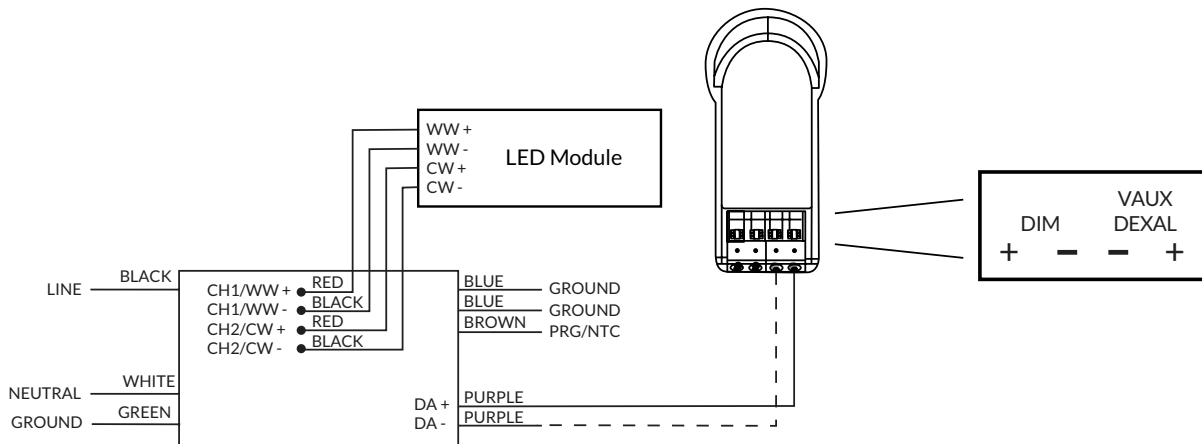 WW +
WW -
CW +
CW -
LED Module
VAUX
DIM DEXAL
+ - - +
LINE
BLACK
CH1/WW +
RED
CH1/WW -
BLACK
CH2/CW +
RED
CH2/CW -
BLACK
BLUE
GROUND
BLUE
GROUND
BROWN
PRG/NTC
NEUTRAL
WHITE
GROUND
GREEN
DA +
PURPLE
DA -
PURPLE